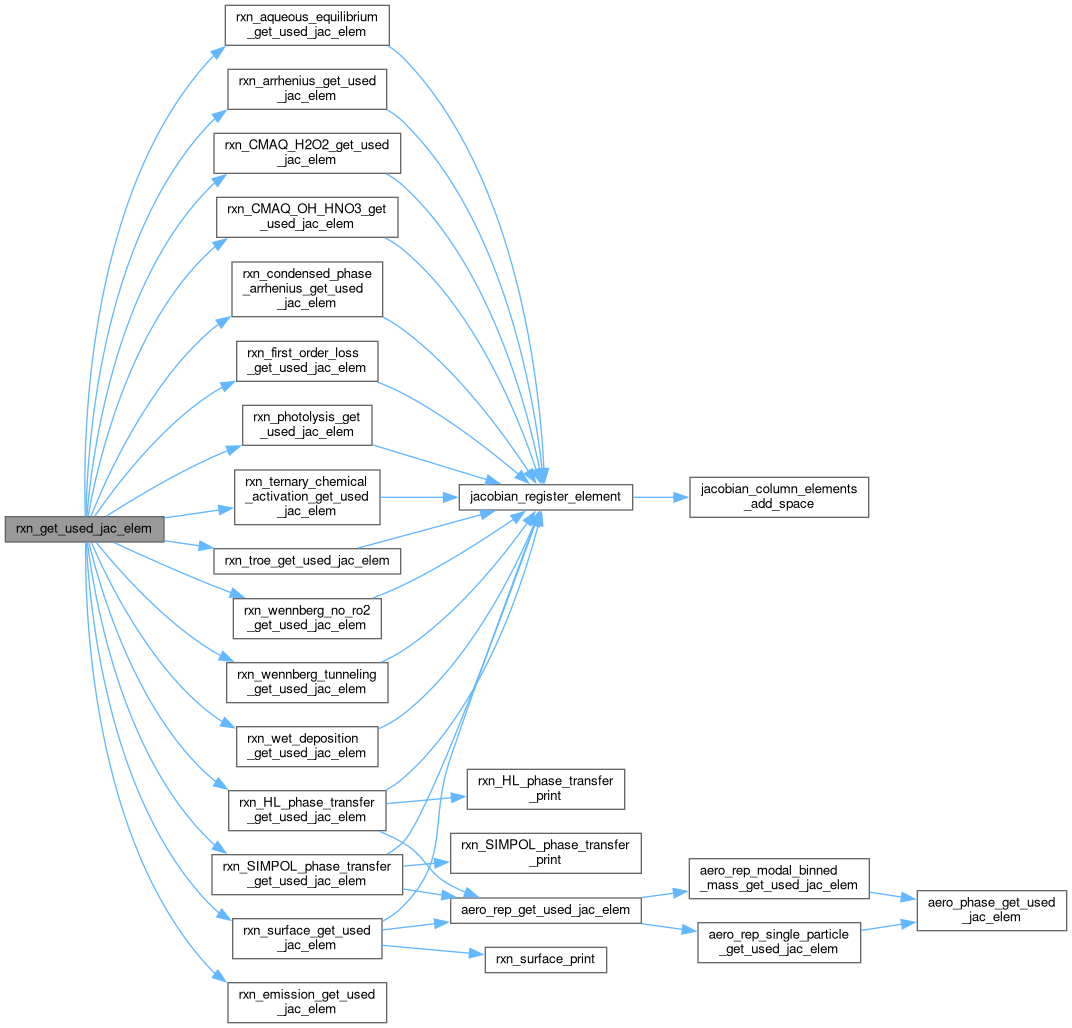 rxn_get_used_jac_elem
rxn_aqueous_equilibrium
_get_used_jac_elem
rxn_arrhenius_get_used
_jac_elem
rxn_CMAQ_H2O2_get_used
_jac_elem
rxn_CMAQ_OH_HNO3_get
_used_jac_elem
rxn_condensed_phase
_arrhenius_get_used
_jac_elem
rxn_first_order_loss
_get_used_jac_elem
rxn_photolysis_get
_used_jac_elem
rxn_ternary_chemical
_activation_get_used
_jac_elem
rxn_troe_get_used_jac_elem
rxn_wennberg_no_ro2
_get_used_jac_elem
rxn_wennberg_tunneling
_get_used_jac_elem
rxn_wet_deposition
_get_used_jac_elem
rxn_HL_phase_transfer
_get_used_jac_elem
rxn_SIMPOL_phase_transfer
_get_used_jac_elem
rxn_surface_get_used
_jac_elem
rxn_emission_get_used
_jac_elem
jacobian_register_element
rxn_HL_phase_transfer
_print
rxn_SIMPOL_phase_transfer
_print
aero_rep_get_used_jac_elem
rxn_surface_print
jacobian_column_elements
_add_space
aero_rep_modal_binned
_mass_get_used_jac_elem
aero_rep_single_particle
_get_used_jac_elem
aero_phase_get_used
_jac_elem